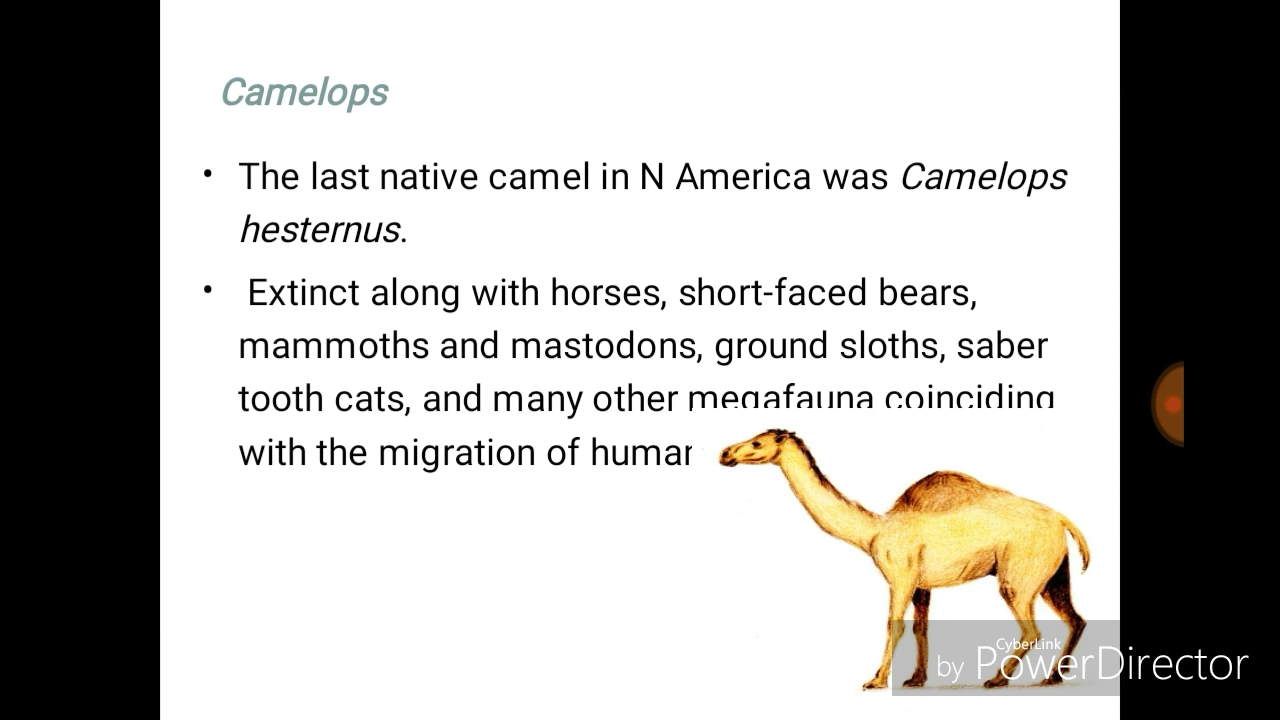 Camelops
• The last native camel in N America was Camelops
hesternus.
• Extinct along with horses, short-faced bears,
mammoths and mastodons, ground sloths, saber
tooth cats, and many other megafauna coinciding
with the migration of
CyberLink
by PowerDirector